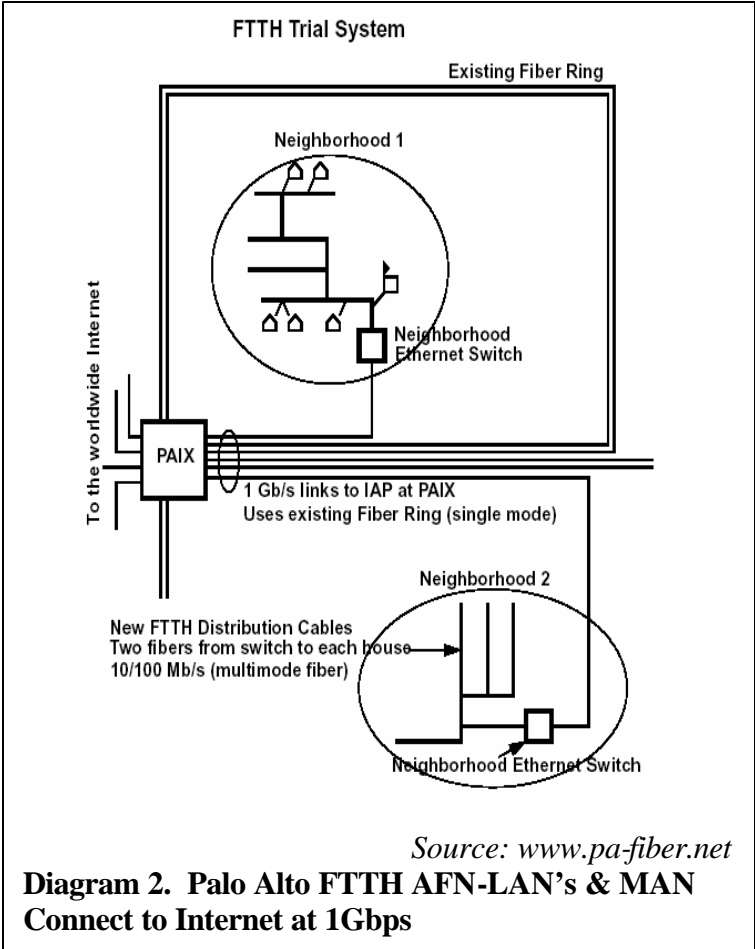 FTTH Trial System
Existing Fiber Ring
Neighborhood 1
Neighborhood
Ethernet Switch
To the worldwide Internet
PAIX
1 Gb/s links to IAP at PAIX
Uses existing Fiber Ring (single mode)
Neighborhood 2
New FTTH Distribution Cables
Two fibers from switch to each house
10/100 Mb/s (multimode fiber)
Neighborhood Ethernet Switch
Source: www.pa-fiber.net
Diagram 2. Palo Alto FTTH AFN-LAN's & MAN
Connect to Internet at 1Gbps